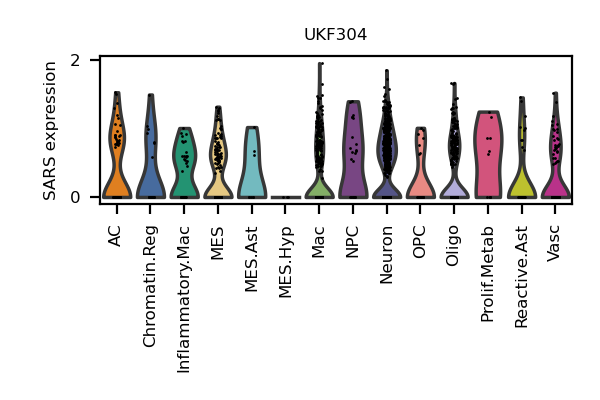 UKF304
SARS expression
2
0
AC
Chromatin.Reg
Inflammatory.Mac
MES
MES.Ast
MES.Hyp
Mac
NPC
Neuron
OPC
Oligo
Prolif.Metab
Reactive.Ast
Vasc